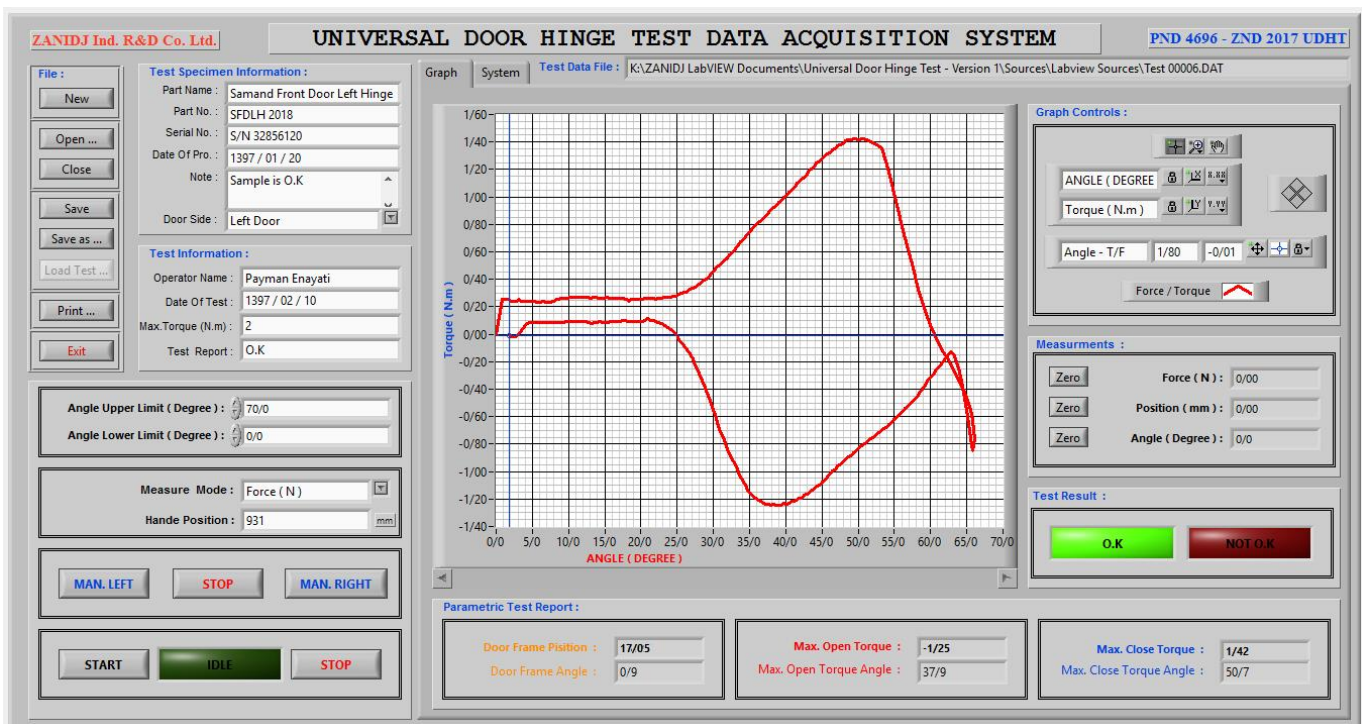 ZANIDJ Ind. R&D Co. Ltd.
UNIVERSAL DOOR HINGE TEST DATA ACQUISITION SYSTEM
PND 4696 - ZND 2017 UDHT
File :
New
Open ...
Close
Save
Save as ...
Load Test ...
Print ...
Exit
Test Specimen Information :
Part Name : Samand Front Door Left Hinge
Part No. : SFDLH 2018
Serial No. : S/N 32856120
Date Of Pro. : 1397 / 01 / 20
Note : Sample is O.K
Door Side : Left Door
Test Information :
Operator Name : Payman Enayati
Date Of Test : 1397 / 02 / 10
Max.Torque (N.m) : 2
Test Report : O.K
Angle Upper Limit ( Degree ) : 70/0
Angle Lower Limit ( Degree ) : 0/0
Measure Mode : Force ( N )
Hande Position : 931 mm
MAN. LEFT STOP MAN. RIGHT
START IDLE STOP
Graph System Test Data File : K:\ZANIDJ LabVIEW Documents\Universal Door Hinge Test - Version 1\Sources\Labview Sources\Test 00006.DAT
Torque ( N.m )
1/60
1/40
1/20
1/00
0/80
0/60
0/40
0/20
0/00
-0/20
-0/40
-0/60
-0/80
-1/00
-1/20
-1/40
0/0 5/0 10/0 15/0 20/0 25/0 30/0 35/0 40/0 45/0 50/0 55/0 60/0 65/0 70/0
ANGLE ( DEGREE )
Graph Controls :
ANGLE ( DEGREE X X.XX
Torque ( N.m ) Y Y.YY
Angle - T/F 1/80 -0/01
Force / Torque
Measurments :
Zero Force ( N ) : 0/00
Zero Position ( mm ) : 0/00
Zero Angle ( Degree ) : 0/0
Test Result :
O.K NOT O.K
Parametric Test Report :
Door Frame Pisition : 17/05
Door Frame Angle : 0/9
Max. Open Torque : -1/25
Max. Open Torque Angle : 37/9
Max. Close Torque : 1/42
Max. Close Torque Angle : 50/7